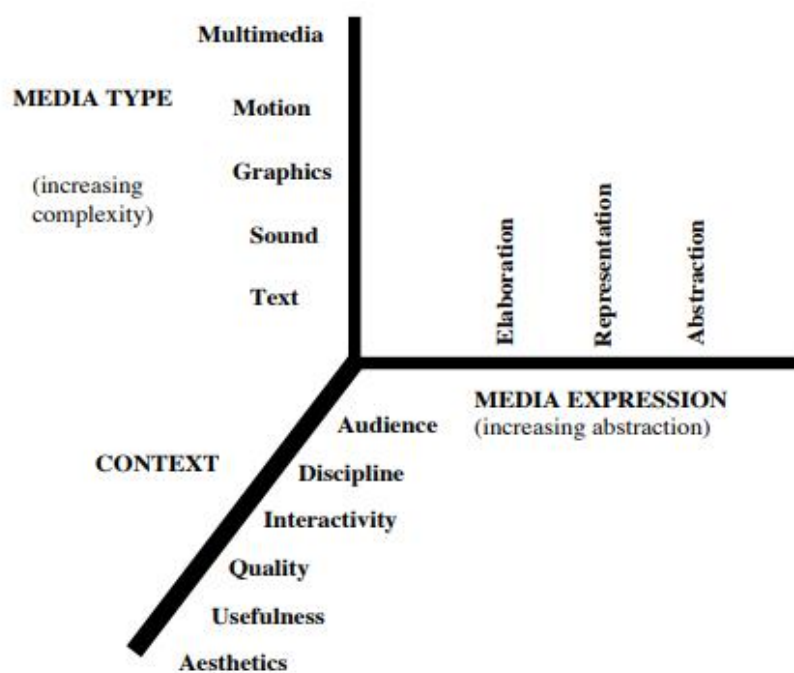 Multimedia
MEDIA TYPE
Motion
Graphics
(increasing
complexity)
Sound
Text
Elaboration
Representation
Abstraction
MEDIA EXPRESSION
(increasing abstraction)
CONTEXT
Audience
Discipline
Interactivity
Quality
Usefulness
Aesthetics